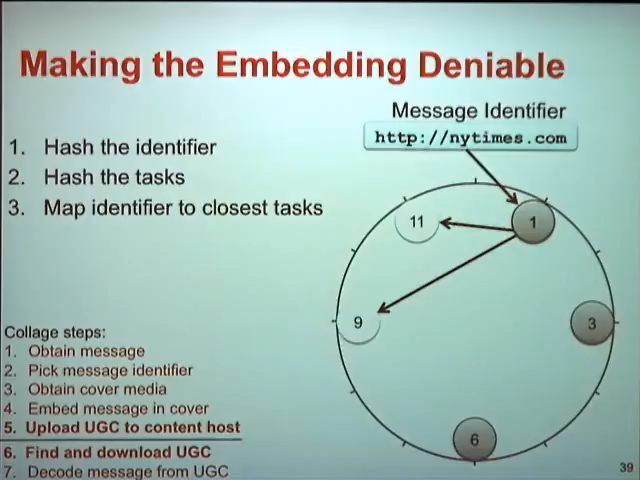 Making the Embedding Deniable
Message Identifier
http://nytimes.com
1. Hash the identifier
2. Hash the tasks
3. Map identifier to closest tasks
11
1
9
3
6
Collage steps:
1. Obtain message
2. Pick message identifier
3. Obtain cover media
4. Embed message in cover
5. Upload UGC to content host
6. Find and download UGC
7. Decode message from UGC
39